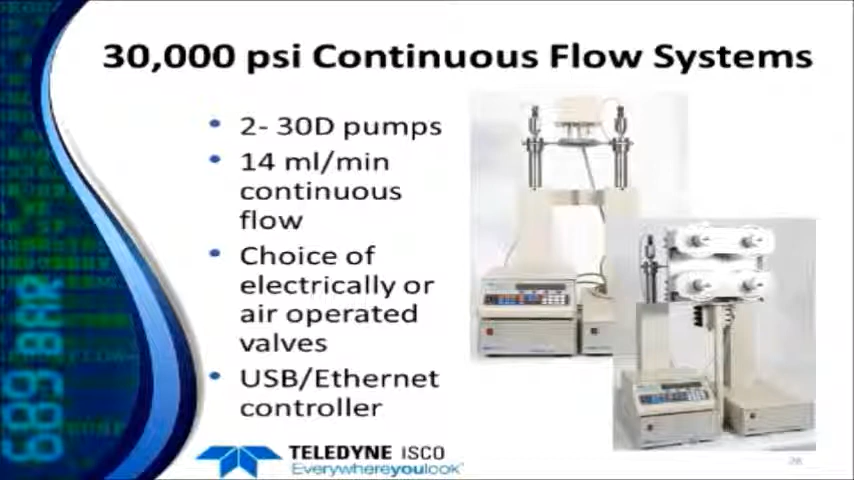 30,000 psi Continuous Flow Systems
• 2- 30D pumps
• 14 ml/min
continuous
flow
• Choice of
electrically or
air operated
valves
• USB/Ethernet
controller
689 BAR
TELEDYNE ISCO
Everywhereyoulook